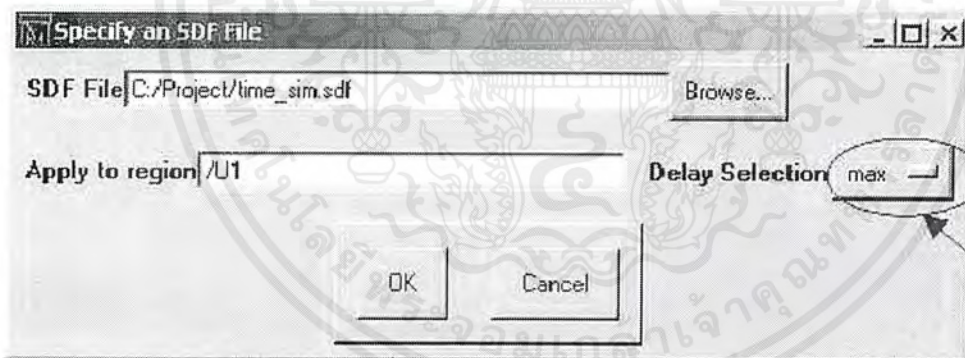 Specify an SDF File
SDF File C:/Project/time_sim.sdf Browse...
Apply to region /U1 Delay Selection max
OK Cancel